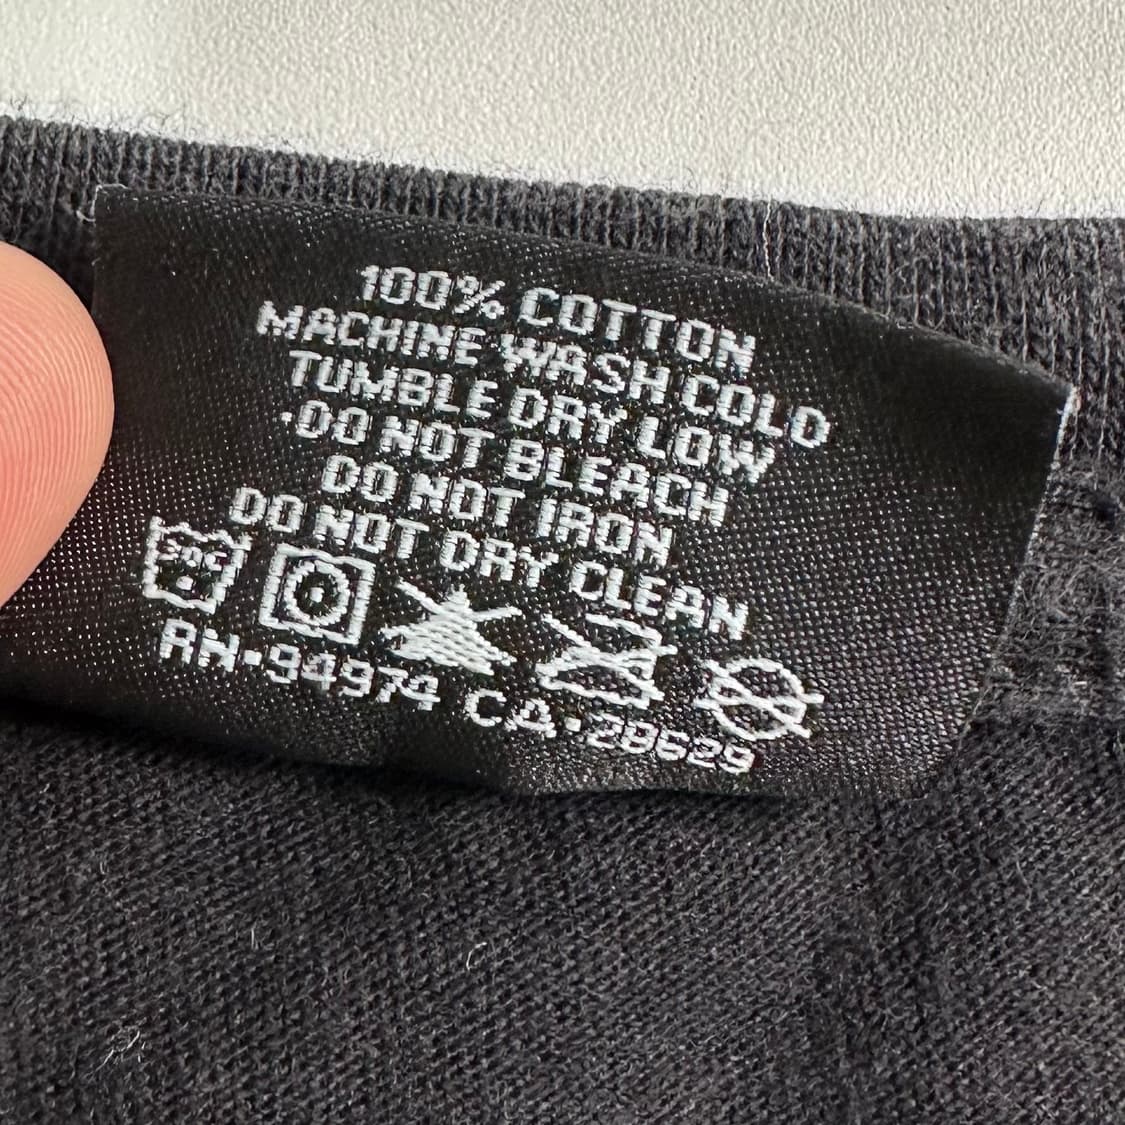 100% COTTON
MACHINE WASH COLD
TUMBLE DRY LOW
DO NOT BLEACH
DO NOT IRON
DO NOT DRY CLEAN
RN•94974 CA•28629